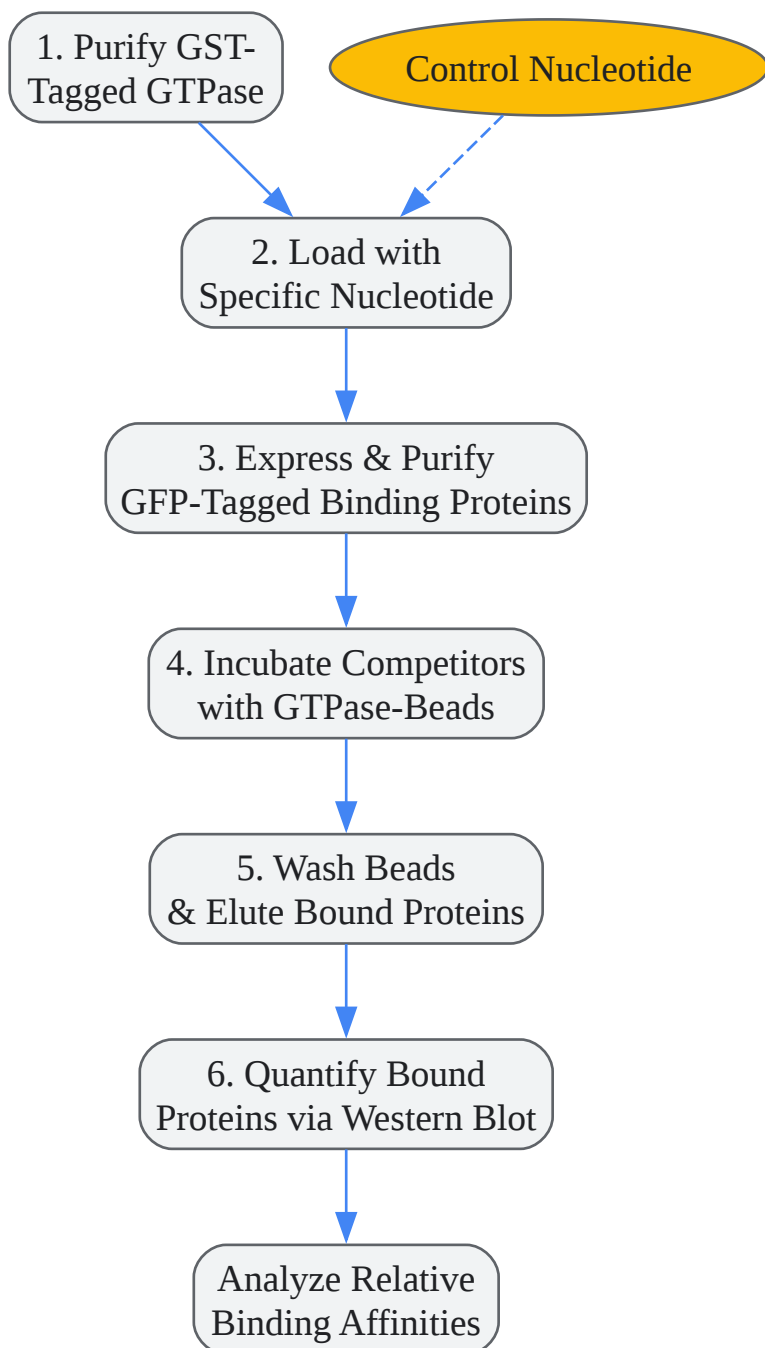 1. Purify GST-
Tagged GTPase
Control Nucleotide
2. Load with
Specific Nucleotide
3. Express & Purify
GFP-Tagged Binding Proteins
4. Incubate Competitors
with GTPase-Beads
5. Wash Beads
& Elute Bound Proteins
6. Quantify Bound
Proteins via Western Blot
Analyze Relative
Binding Affinities